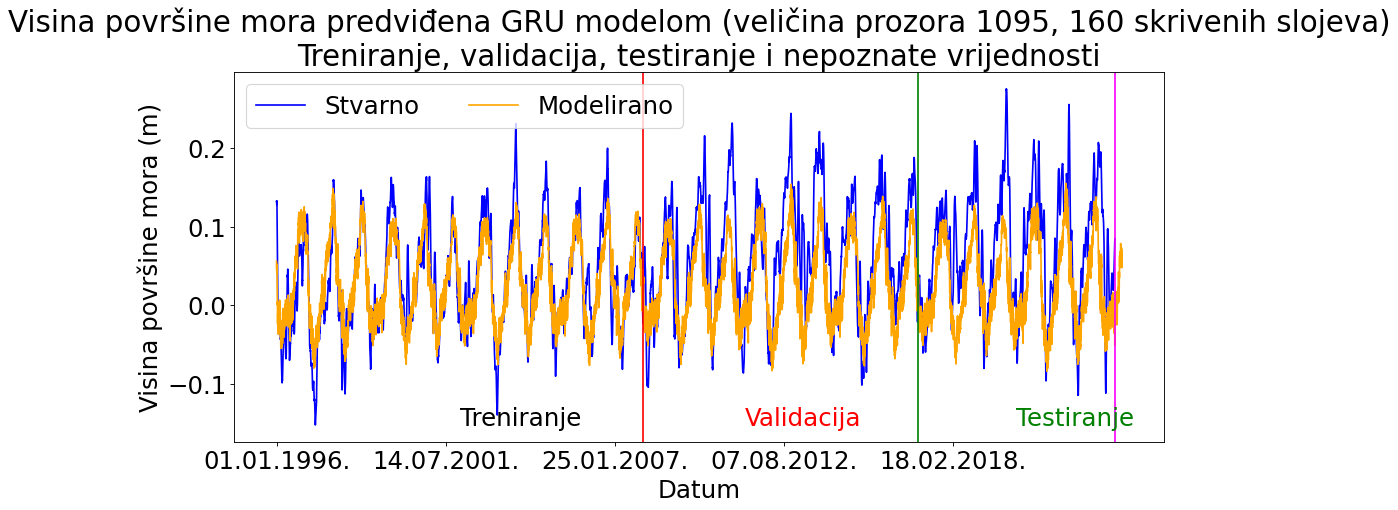 Visina površine mora predviđena GRU modelom (veličina prozora 1095, 160 skrivenih slojeva)
Treniranje, validacija, testiranje i nepoznate vrijednosti
Stvarno
Modelirano
Visina površine mora (m)
0.2
0.1
0.0
−0.1
Treniranje
Validacija
Testiranje
01.01.1996.
14.07.2001.
25.01.2007.
07.08.2012.
18.02.2018.
Datum